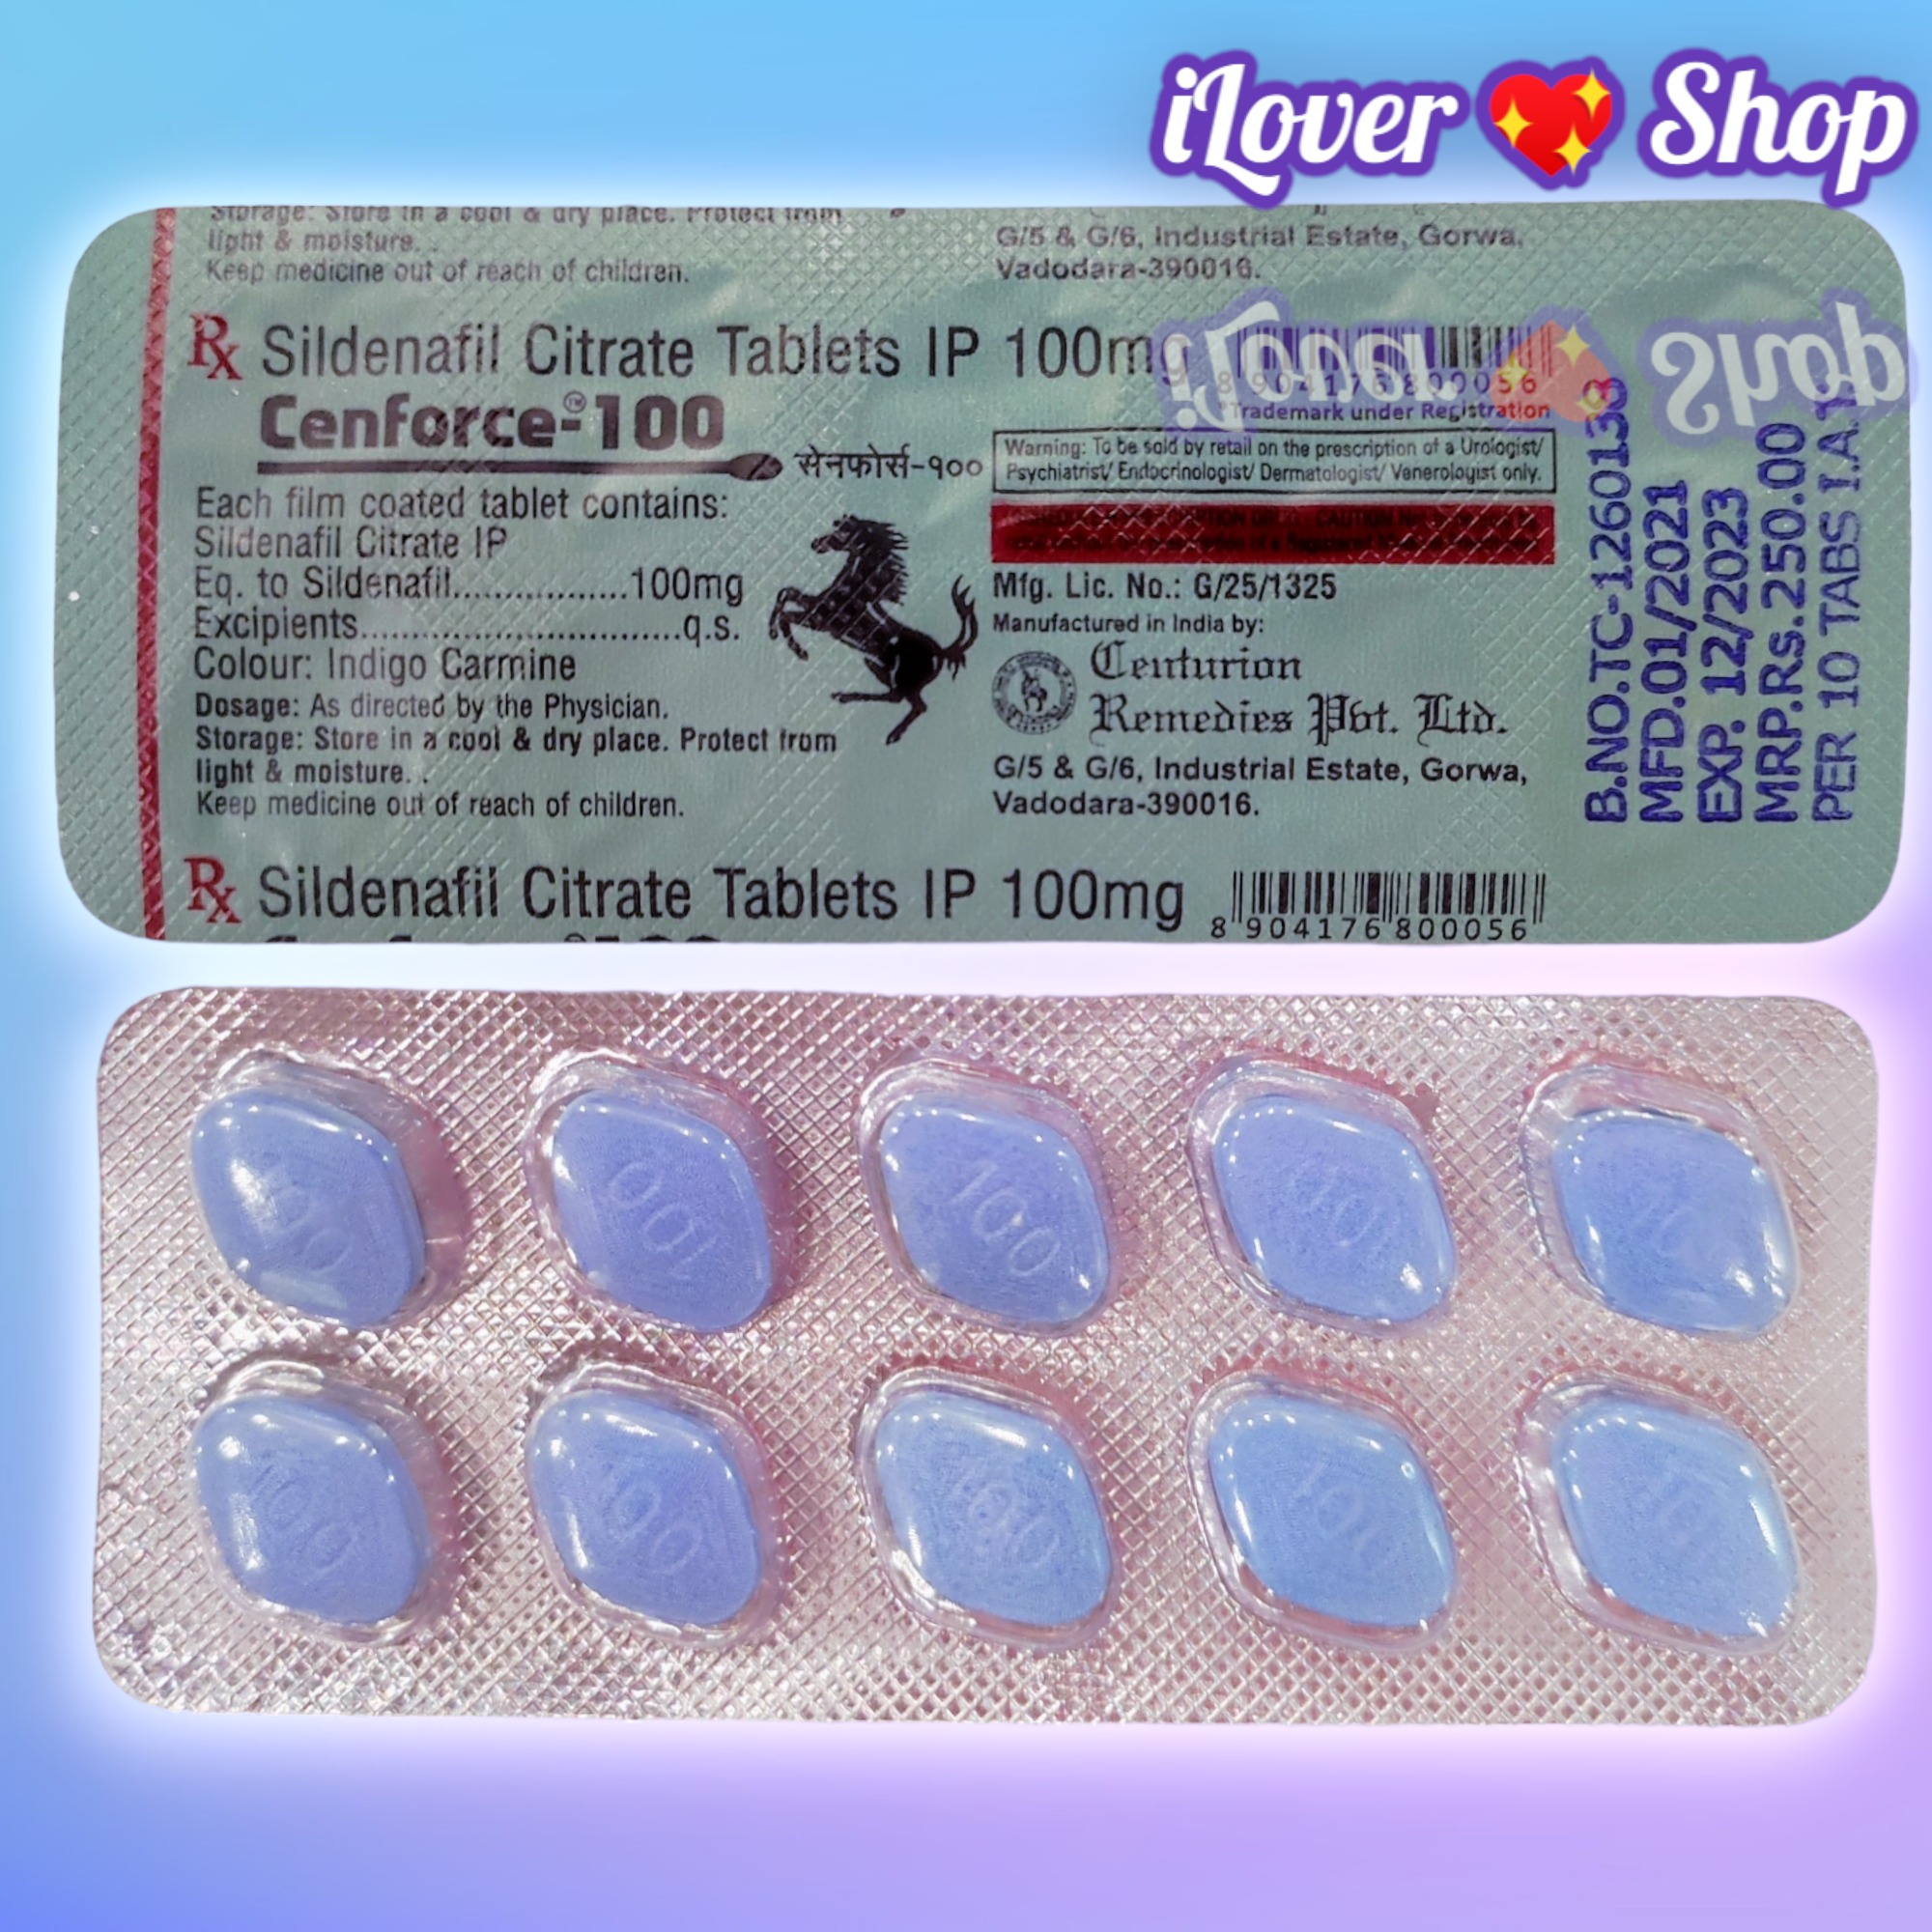 iLover Shop
Storage: Store in a cool & dry place. Protect from
light & moisture. .
Keep medicine out of reach of children.
G/5 & G/6, Industrial Estate, Gorwa,
Vadodara-390016.
Rx Sildenafil Citrate Tablets IP 100mg
8 904176 800056
Cenforce™-100
सेनफोर्स-१००
Each film coated tablet contains:
Sildenafil Citrate IP
Eq. to Sildenafil.................100mg
Excipients...............................q.s.
Colour: Indigo Carmine
Dosage: As directed by the Physician.
Storage: Store in a cool & dry place. Protect from
light & moisture. .
Keep medicine out of reach of children.
Trademark under Registration
Warning: To be sold by retail on the prescription of a Urologist/
Psychiatrist/ Endocrinologist/ Dermatologist/ Venerologist only.
Mfg. Lic. No.: G/25/1325
Manufactured in India by:
Centurion
Remedies Pvt. Ltd.
G/5 & G/6, Industrial Estate, Gorwa,
Vadodara-390016.
iLover Shop
B.NO.TC-1260133
MFD.01/2021
EXP. 12/2023
MRP.Rs.250.00
PER 10 TABS I.A.T
Rx Sildenafil Citrate Tablets IP 100mg
8 904176 800056
100
100
100
100
100
100
100
100